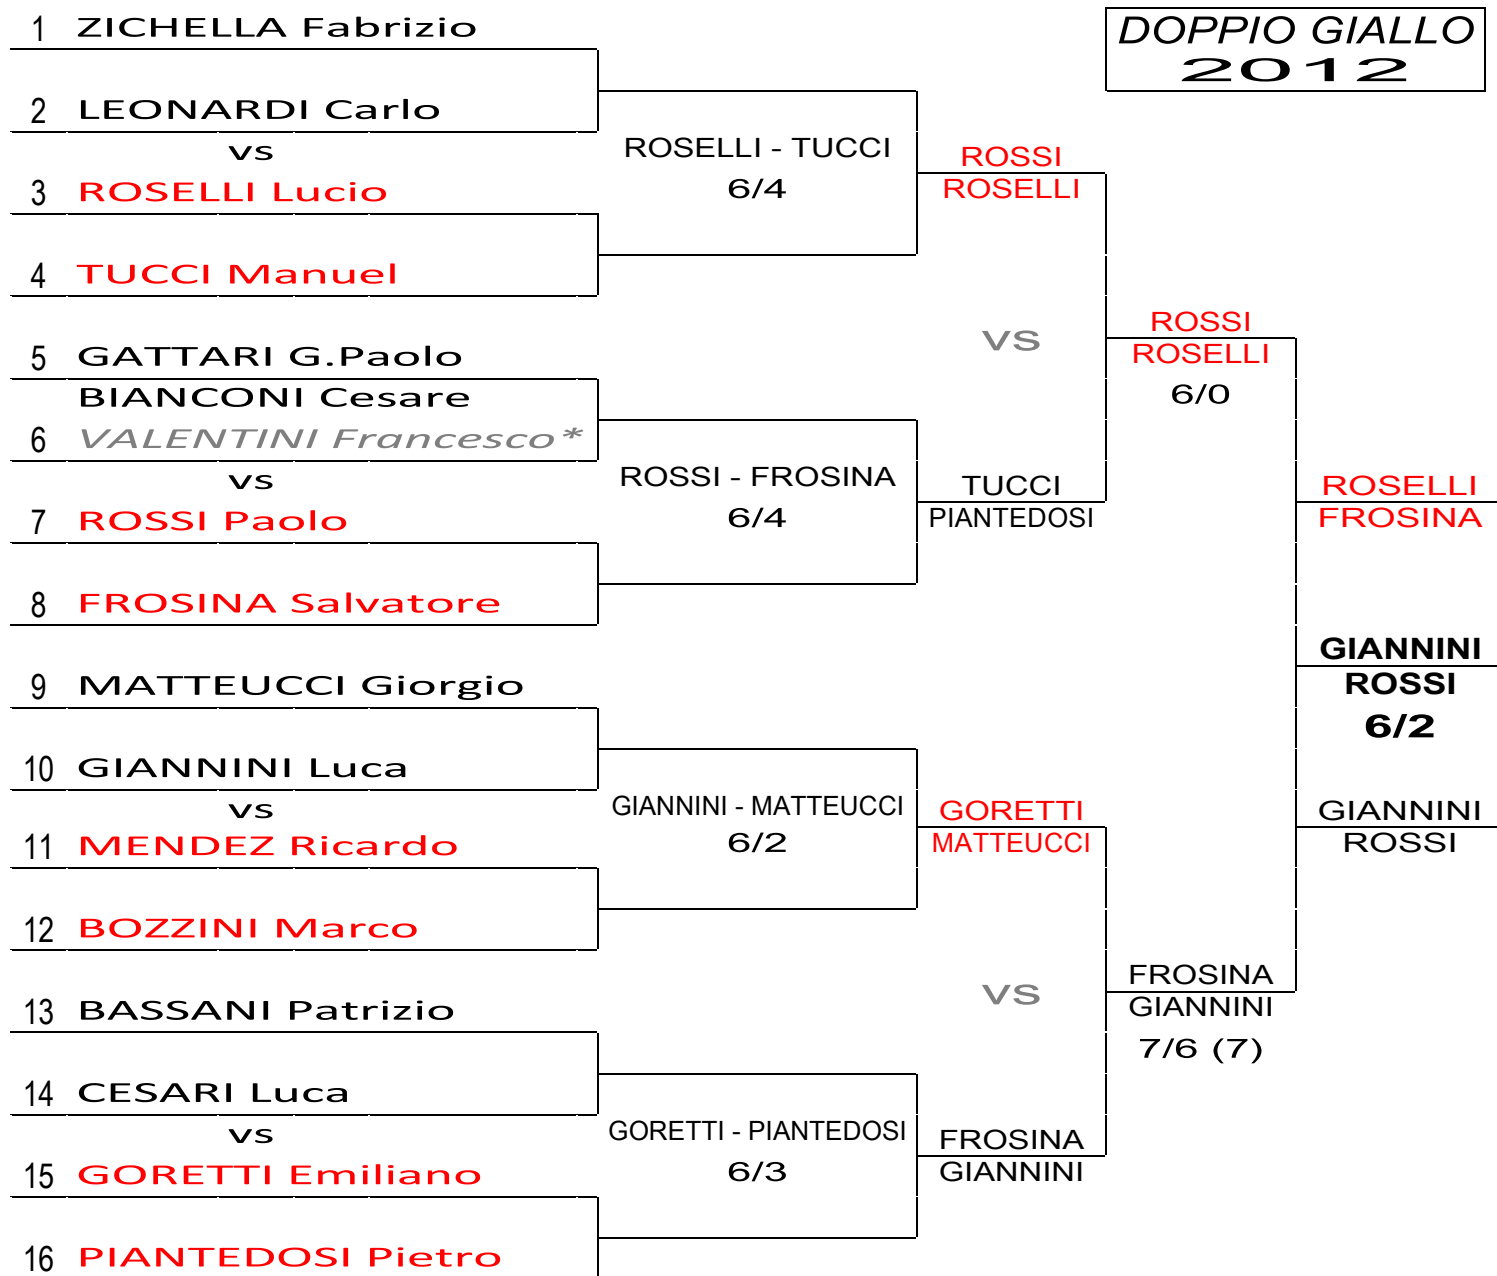 DOPPIO GIALLO
2012
1 ZICHELLA Fabrizio
2 LEONARDI Carlo
vs
3 ROSELLI Lucio
4 TUCCI Manuel
5 GATTARI G.Paolo
BIANCONI Cesare
6 VALENTINI Francesco*
vs
7 ROSSI Paolo
8 FROSINA Salvatore
9 MATTEUCCI Giorgio
10 GIANNINI Luca
vs
11 MENDEZ Ricardo
12 BOZZINI Marco
13 BASSANI Patrizio
14 CESARI Luca
vs
15 GORETTI Emiliano
16 PIANTEDOSI Pietro
ROSELLI - TUCCI
6/4
ROSSI - FROSINA
6/4
GIANNINI - MATTEUCCI
6/2
GORETTI - PIANTEDOSI
6/3
ROSSI
ROSELLI
vs
TUCCI
PIANTEDOSI
GORETTI
MATTEUCCI
vs
FROSINA
GIANNINI
ROSSI
ROSELLI
6/0
FROSINA
GIANNINI
7/6 (7)
ROSELLI
FROSINA
GIANNINI
ROSSI
6/2
GIANNINI
ROSSI